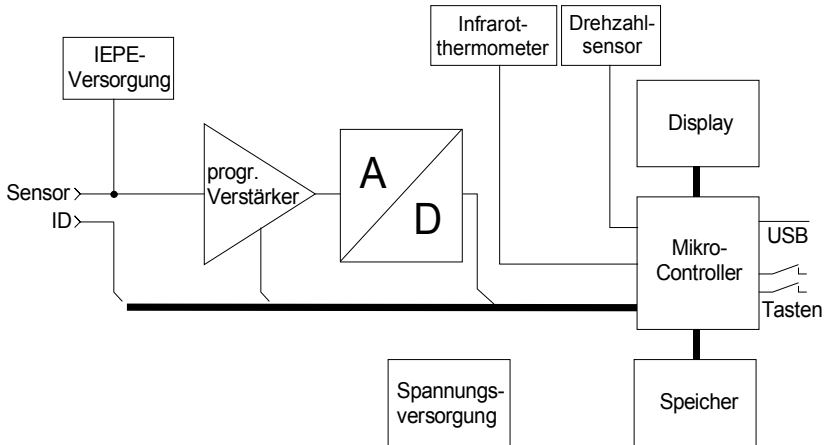 Infrarot-
thermometer
Drehzahl-
sensor
IEPE-
Versorgung
Display
progr.
Verstärker
A
D
Sensor
ID
Mikro-
Controller
USB
Tasten
Spannungs-
versorgung
Speicher